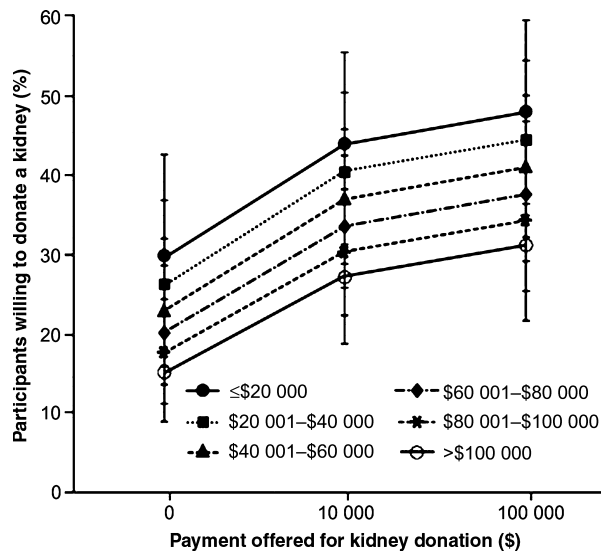 Participants willing to donate a kidney (%)
60
50
40
30
20
10
0
≤$20 000
$20 001–$40 000
$40 001–$60 000
$60 001–$80 000
$80 001–$100 000
>$100 000
0
10 000
100 000
Payment offered for kidney donation ($)